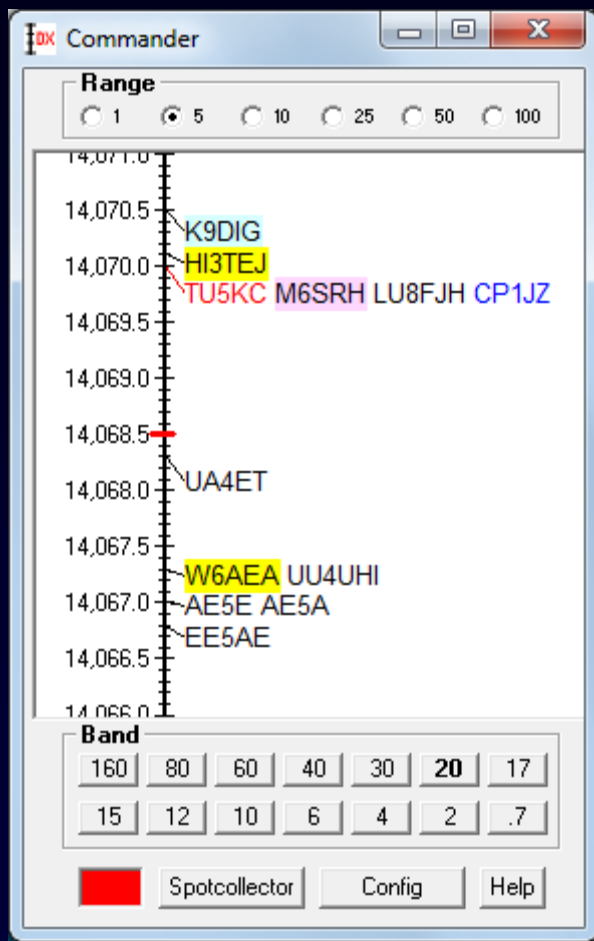 DX Commander
Range
1 5 10 25 50 100
14,071.0
14,070.5
K9DIG
HI3TEJ
14,070.0
TU5KC M6SRH LU8FJH CP1JZ
14,069.5
14,069.0
14,068.5
UA4ET
14,068.0
14,067.5
W6AEA UU4UHI
14,067.0 AE5E AE5A
EE5AE
14,066.5
14,066.0
Band
160 80 60 40 30 20 17
15 12 10 6 4 2 .7
Spotcollector Config Help